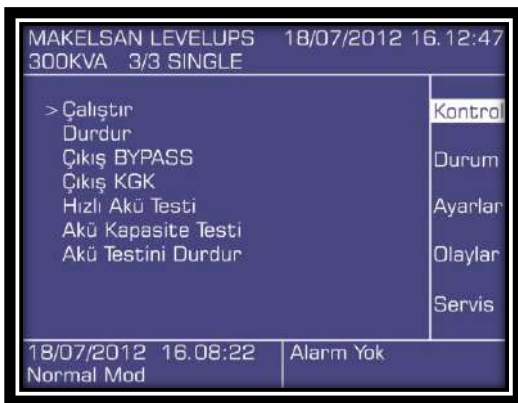 MAKELSAN LEVELUPS 18/07/2012 16.12:47
300KVA 3/3 SINGLE
> Çalıştır
Durdur
Çıkış BYPASS
Çıkış KGK
Hızlı Akü Testi
Akü Kapasite Testi
Akü Testini Durdur
Kontrol
Durum
Ayarlar
Olaylar
Servis
18/07/2012 16.08:22 Alarm Yok
Normal Mod